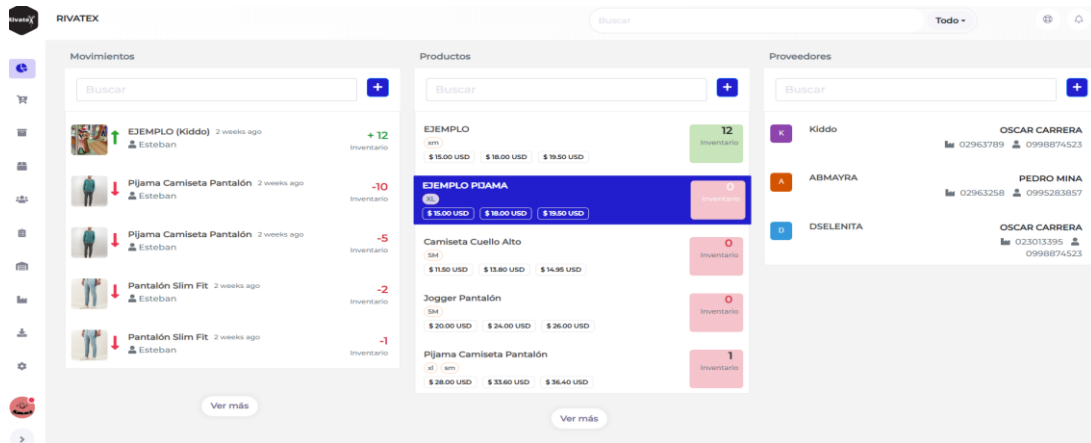 RivateX
RIVATEX
Buscar
Todo
Movimientos
Buscar
+
EJEMPLO (Kiddo) 2 weeks ago
Esteban
+ 12
Inventario
Pijama Camiseta Pantalón 2 weeks ago
Esteban
-10
Inventario
Pijama Camiseta Pantalón 2 weeks ago
Esteban
-5
Inventario
Pantalón Slim Fit 2 weeks ago
Esteban
-2
Inventario
Pantalón Slim Fit 2 weeks ago
Esteban
-1
Inventario
Ver más
Productos
Buscar
+
EJEMPLO
sm
$ 15.00 USD $ 18.00 USD $ 19.50 USD
12
Inventario
EJEMPLO PIJAMA
XL
$ 15.00 USD $ 18.00 USD $ 19.50 USD
0
Inventario
Camiseta Cuello Alto
SM
$ 11.50 USD $ 13.80 USD $ 14.95 USD
0
Inventario
Jogger Pantalón
SM
$ 20.00 USD $ 24.00 USD $ 26.00 USD
0
Inventario
Pijama Camiseta Pantalón
xl sm
$ 28.00 USD $ 33.60 USD $ 36.40 USD
1
Inventario
Ver más
Proveedores
Buscar
+
K
Kiddo
OSCAR CARRERA
02963789 0998874523
A
ABMAYRA
PEDRO MINA
02963258 0995283857
D
DSELENITA
OSCAR CARRERA
023013395
0998874523